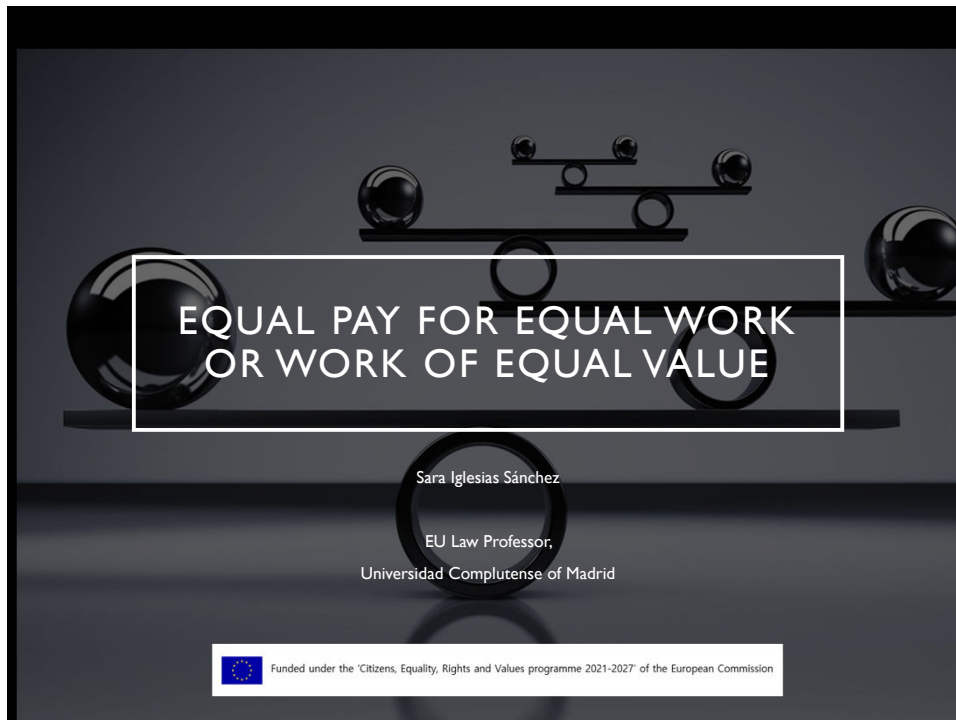 EQUAL PAY FOR EQUAL WORK
OR WORK OF EQUAL VALUE
Sara Iglesias Sánchez
EU Law Professor,
Universidad Complutense of Madrid
Funded under the 'Citizens, Equality, Rights and Values programme 2021-2027' of the European Commission